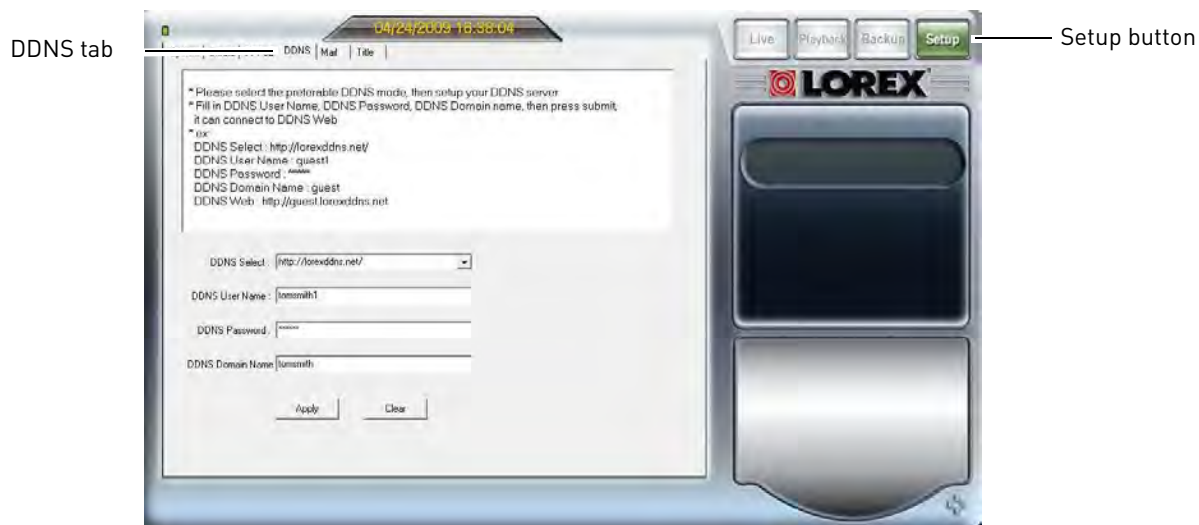 04/24/2009 16:38:04
DDNS tab
DDNS Mail Title
Live Playback Backup Setup
Setup button
LOREX
* Please select the preferable DDNS mode, then setup your DDNS server
* Fill in DDNS User Name, DDNS Password, DDNS Domain name, then press submit,
it can connect to DDNS Web
* ex:
DDNS Select : http://lorexddns.net/
DDNS User Name : guest1
DDNS Password : ******
DDNS Domain Name : guest
DDNS Web : http://guest.lorexddns.net
DDNS Select : http://lorexddns.net/
DDNS User Name : tomsmith1
DDNS Password : ******
DDNS Domain Name tomsmith
Apply Clear